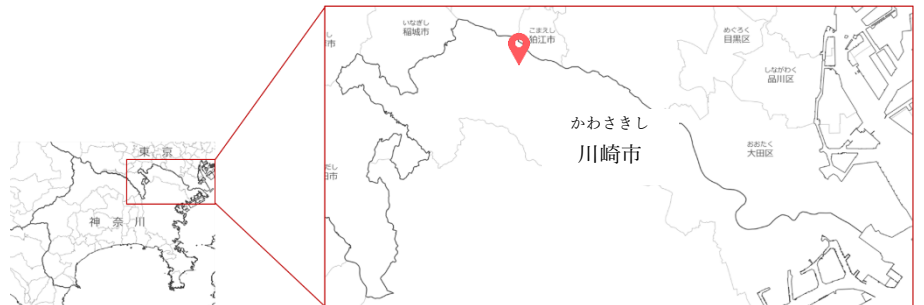 東京
神奈川
いなぎし
稲城市
こまえし
狛江市
めぐろく
目黒区
しながわく
品川区
かわさきし
川崎市
おおたく
大田区